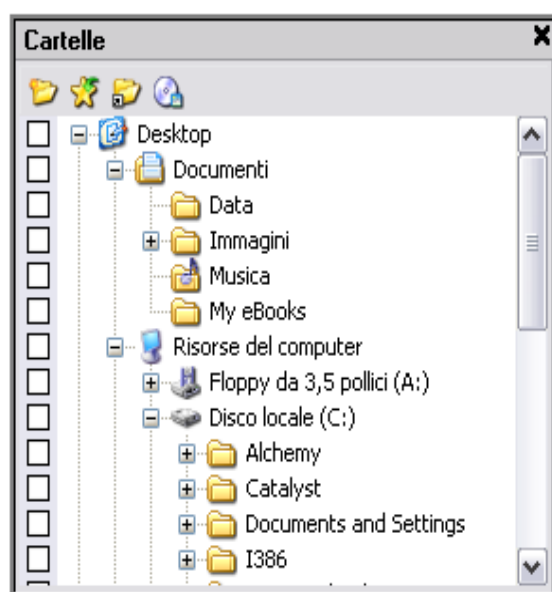 Cartelle
Desktop
Documenti
Data
Immagini
Musica
My eBooks
Risorse del computer
Floppy da 3,5 pollici (A:)
Disco locale (C:)
Alchemy
Catalyst
Documents and Settings
I386